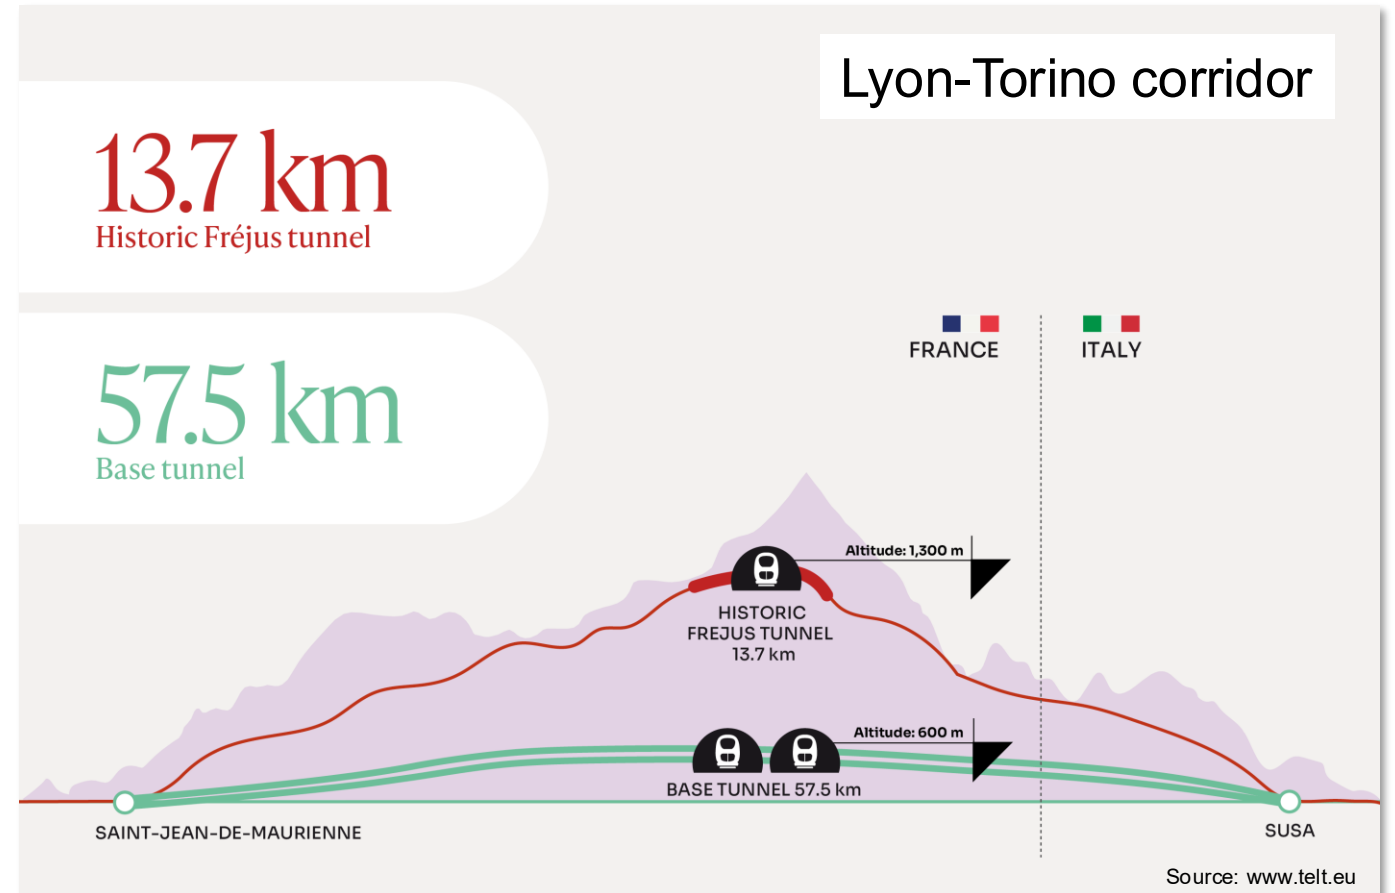 Lyon-Torino corridor
13.7 km
Historic Fréjus tunnel
57.5 km
Base tunnel
FRANCE
ITALY
Altitude: 1,300 m
HISTORIC
FREJUS TUNNEL
13.7 km
Altitude: 600 m
BASE TUNNEL 57.5 km
SAINT-JEAN-DE-MAURIENNE
SUSA
Source: www.telt.eu